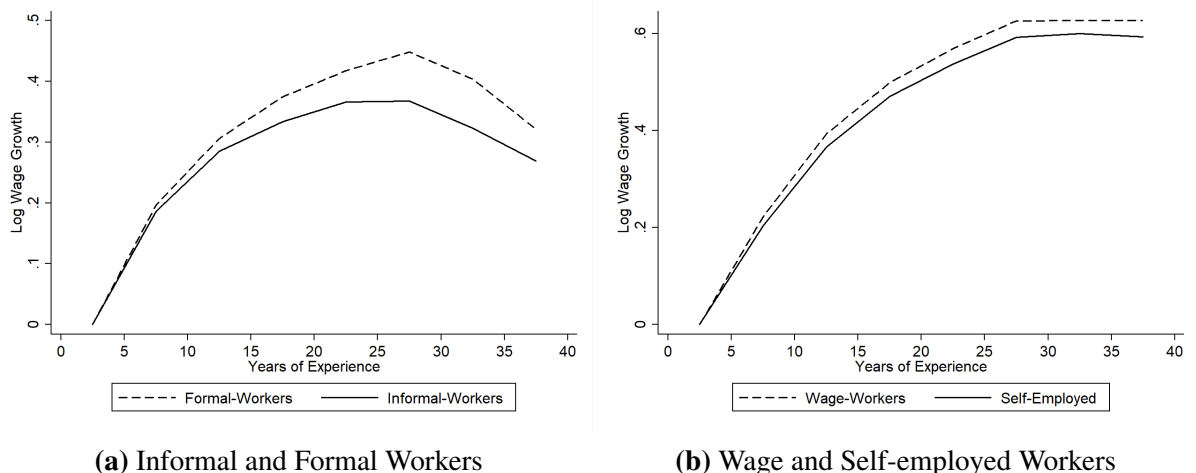 Log Wage Growth
.5
.4
.3
.2
.1
0
0 5 10 15 20 25 30 35 40
Years of Experience
Formal-Workers Informal-Workers
(a) Informal and Formal Workers
Log Wage Growth
.6
.4
.2
0
0 5 10 15 20 25 30 35 40
Years of Experience
Wage-Workers Self-Employed
(b) Wage and Self-employed Workers